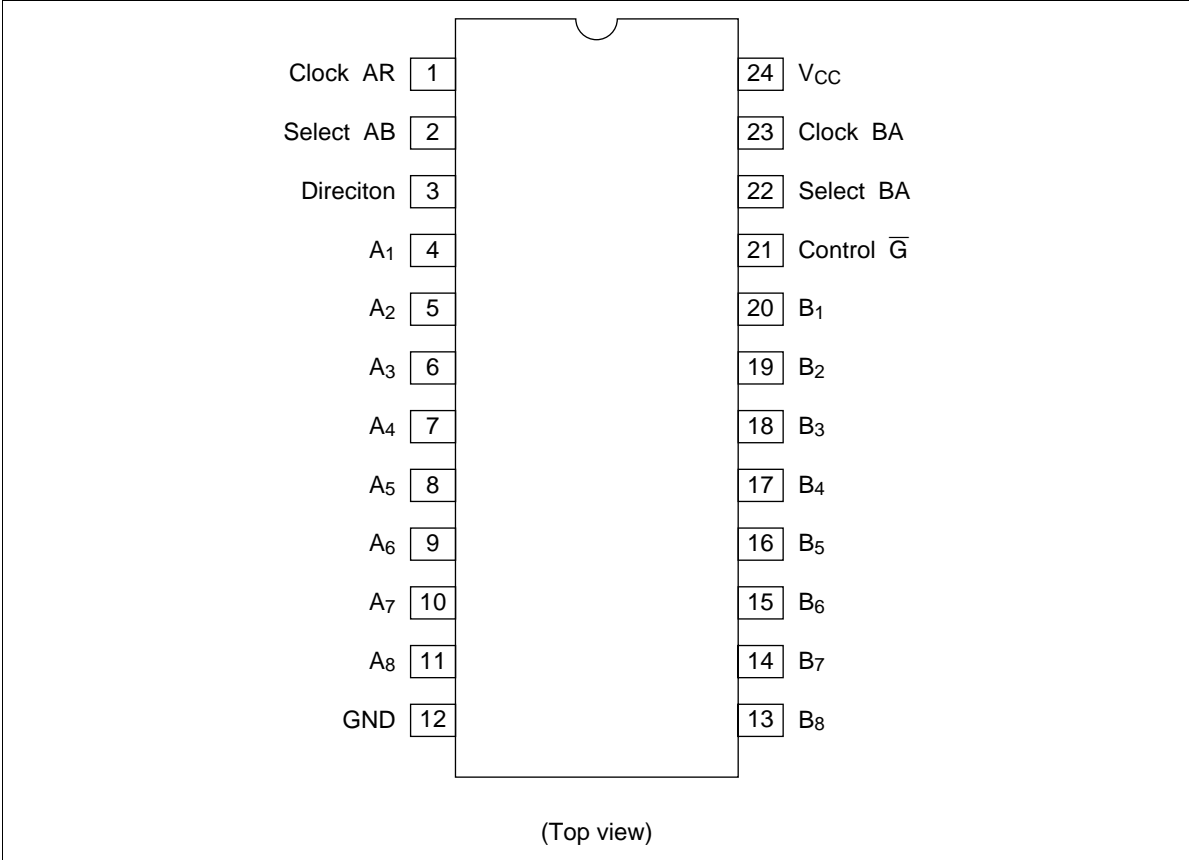 Clock AR 1 24 VCC
Select AB 2 23 Clock BA
Direciton 3 22 Select BA
A1 4 21 Control G̅
A2 5 20 B1
A3 6 19 B2
A4 7 18 B3
A5 8 17 B4
A6 9 16 B5
A7 10 15 B6
A8 11 14 B7
GND 12 13 B8
(Top view)